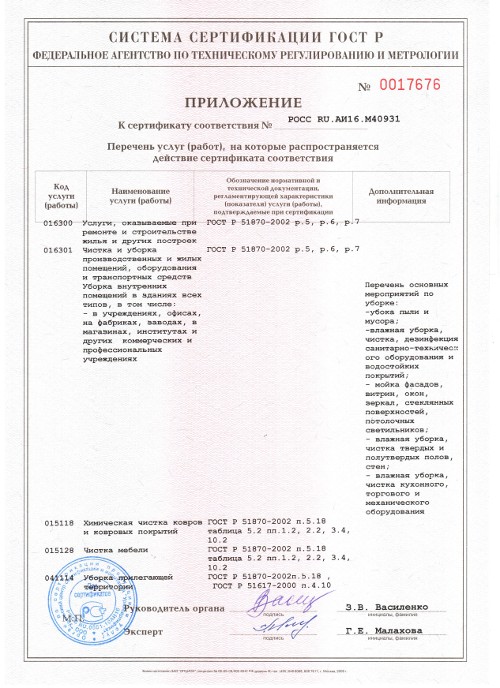 СИСТЕМА СЕРТИФИКАЦИИ ГОСТ Р
ФЕДЕРАЛЬНОЕ АГЕНТСТВО ПО ТЕХНИЧЕСКОМУ РЕГУЛИРОВАНИЮ И МЕТРОЛОГИИ
№ 0017676
ПРИЛОЖЕНИЕ
К сертификату соответствия № РОСС RU.АИ16.М40931
Перечень услуг (работ), на которые распространяется
действие сертификата соответствия
Код
услуги
(работы)
Наименование
услуги (работы)
Обозначение нормативной и
технической документации,
регламентирующей характеристики
(показатели) услуги (работы),
подтверждаемые при сертификации
Дополнительная
информация
016300 Услуги, оказываемые при ГОСТ Р 51870-2002 р.5, р.6, р.7
ремонте и строительстве
жилья и других построек
016301 Чистка и уборка ГОСТ Р 51870-2002 р.5, р.6, р.7
производственных и жилых
помещений, оборудования
и транспортных средств
Уборка внутренних
помещений в зданиях всех
типов, в том числе:
- в учреждениях, офисах,
на фабриках, заводах, в
магазинах, институтах и
других коммерческих и
профессиональных
учреждениях
Перечень основных
мероприятий по
уборке:
-убока пыли и
мусора;
-влажная уборка,
чистка, дезинфекция
санитарно-техническ
ого оборудования и
водостойких
покрытий;
- мойка фасадов,
витрин, окон,
зеркал, стеклянных
поверхностей,
потолочных
светильников;
- влажная уборка,
чистка твердых и
полутвердых полов,
стен;
- влажная уборка,
чистка кухонного,
торгового и
механического
оборудования
015118 Химическая чистка ковров ГОСТ Р 51870-2002 п.5.18
и ковровых покрытий таблица 5.2 пп.1.2, 2.2, 3.4,
10.2
015128 Чистка мебели ГОСТ Р 51870-2002 п.5.18
таблица 5.2 пп.1.2, 2.2, 3.4,
10.2
041114 Уборка прилегающей ГОСТ Р 51870-2002п.5.18 ,
территории ГОСТ Р 51617-2000 п.4.10
Руководитель органа З.В. Василенко
подпись инициалы, фамилия
М.П.
Эксперт Г.Е. Малахова
подпись инициалы, фамилия